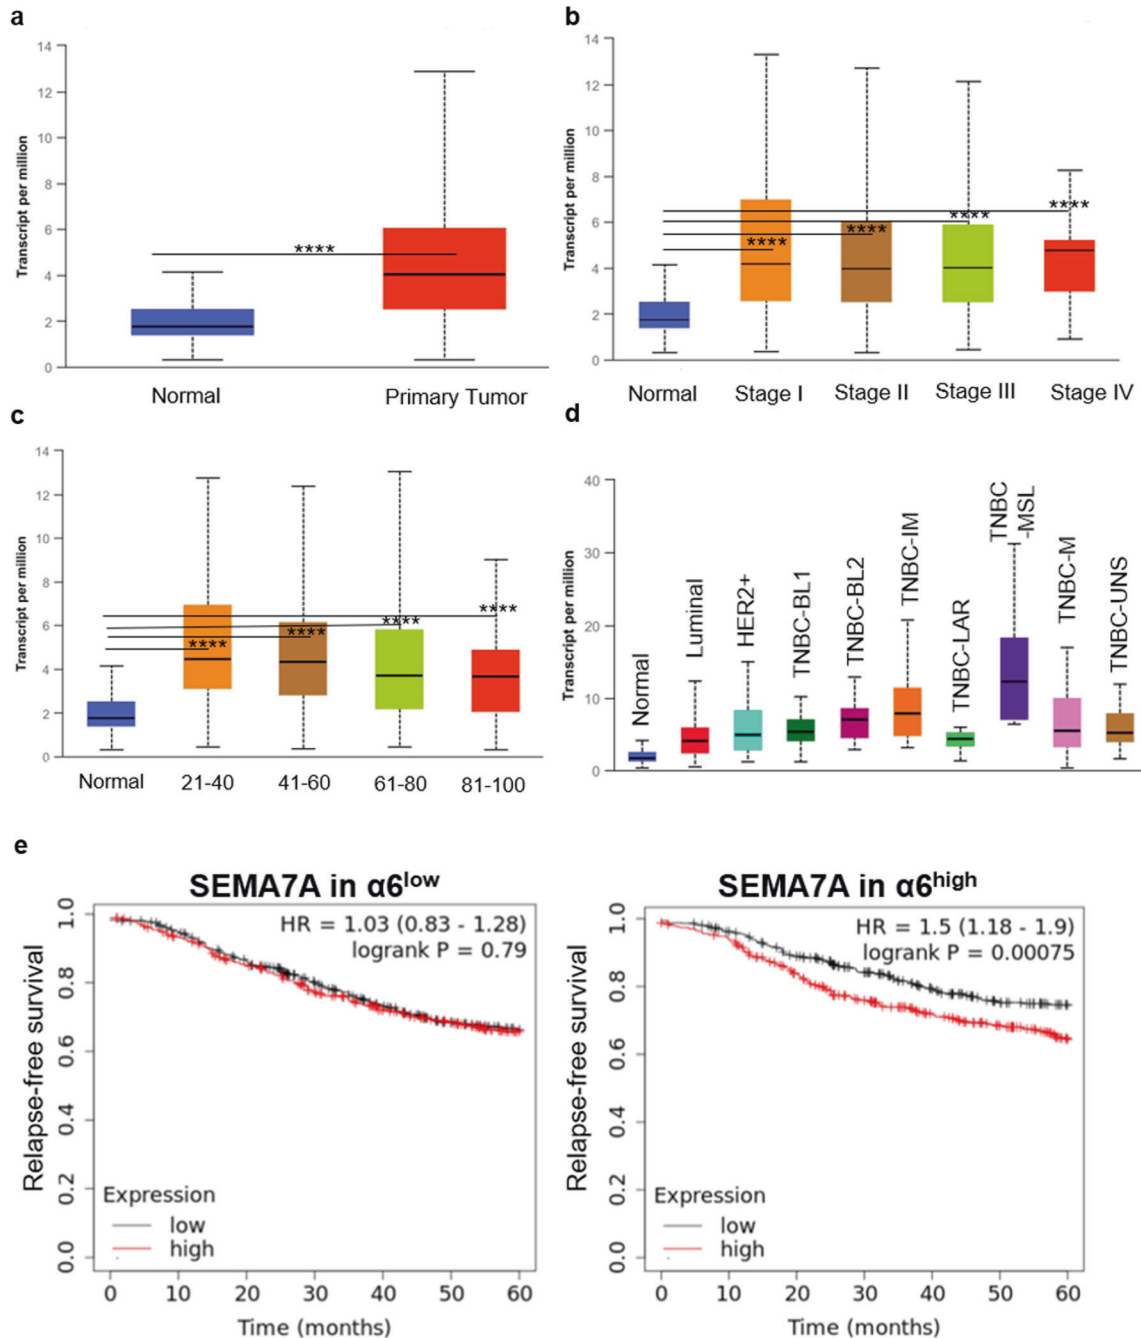 a
Transcript per million
14
12
10
8
6
4
2
0
****
Normal
Primary Tumor
b
Transcript per million
14
12
10
8
6
4
2
0
****
****
****
****
Normal
Stage I
Stage II
Stage III
Stage IV
c
Transcript per million
14
12
10
8
6
4
2
0
****
****
****
****
Normal
21-40
41-60
61-80
81-100
d
Transcript per million
40
30
20
10
0
Normal
Luminal
HER2+
TNBC-BL1
TNBC-BL2
TNBC-IM
TNBC-LAR
TNBC
-MSL
TNBC-M
TNBC-UNS
e
SEMA7A in α6low
HR = 1.03 (0.83 - 1.28)
logrank P = 0.79
Relapse-free survival
1.0
0.8
0.6
0.4
0.2
0.0
Expression
low
high
0 10 20 30 40 50 60
Time (months)
SEMA7A in α6high
HR = 1.5 (1.18 - 1.9)
logrank P = 0.00075
Relapse-free survival
1.0
0.8
0.6
0.4
0.2
0.0
Expression
low
high
0 10 20 30 40 50 60
Time (months)